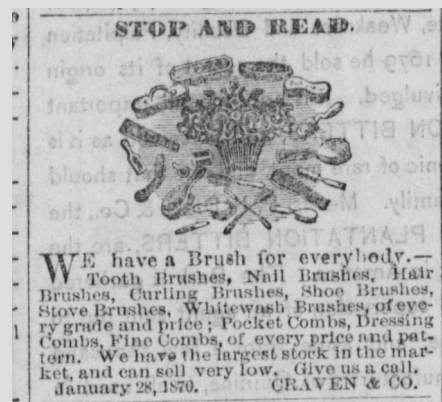 STOP AND READ.
WE have a Brush for everybody.—
Tooth Brushes, Nail Brushes, Hair
Brushes, Curling Brushes, Shoe Brushes,
Stove Brushes, Whitewash Brushes, of eve-
ry grade and price; Pocket Combs, Dressing
Combs, Fine Combs, of every price and pat-
tern. We have the largest stock in the mar-
ket, and can sell very low. Give us a call.
January 28, 1870. CRAVEN & CO.